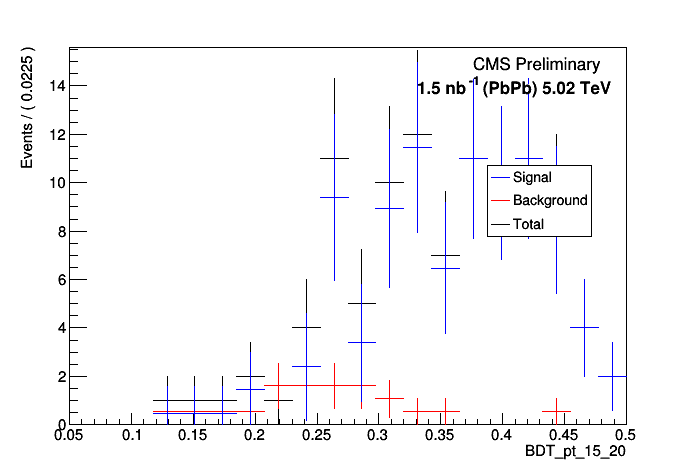 Events / ( 0.0225 )
CMS Preliminary
1.5 nb⁻¹ (PbPb) 5.02 TeV
14
12
10
8
6
4
2
0
Signal
Background
Total
0.05 0.1 0.15 0.2 0.25 0.3 0.35 0.4 0.45 0.5
BDT_pt_15_20